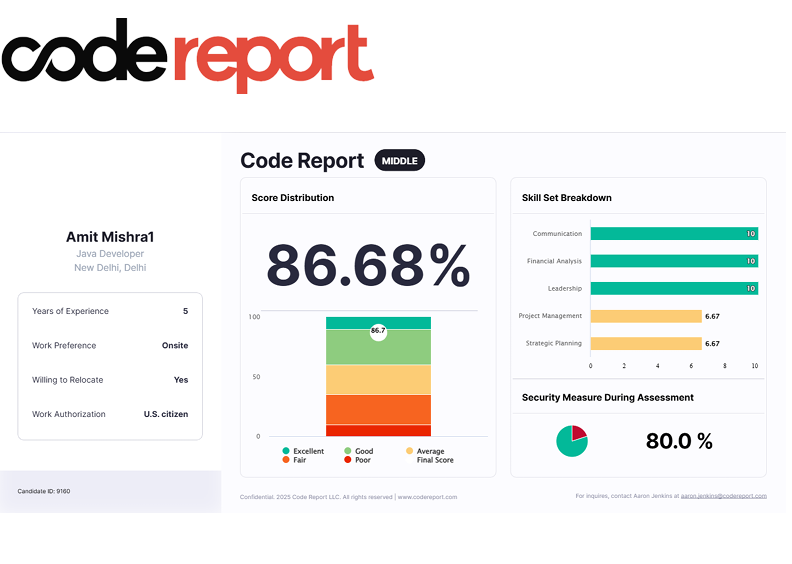 code report
Code Report MIDDLE
Amit Mishra1
Java Developer
New Delhi, Delhi
Years of Experience 5
Work Preference Onsite
Willing to Relocate Yes
Work Authorization U.S. citizen
Candidate ID: 9160
Score Distribution
86.68%
100
86.7
50
0
Excellent Good Average
Fair Poor Final Score
Skill Set Breakdown
Communication 10
Financial Analysis 10
Leadership 10
Project Management 6.67
Strategic Planning 6.67
0 2 4 6 8 10
Security Measure During Assessment
80.0 %
Confidential. 2025 Code Report LLC. All rights reserved | www.codereport.com
For inquires, contact Aaron Jenkins at aaron.jenkins@codereport.com